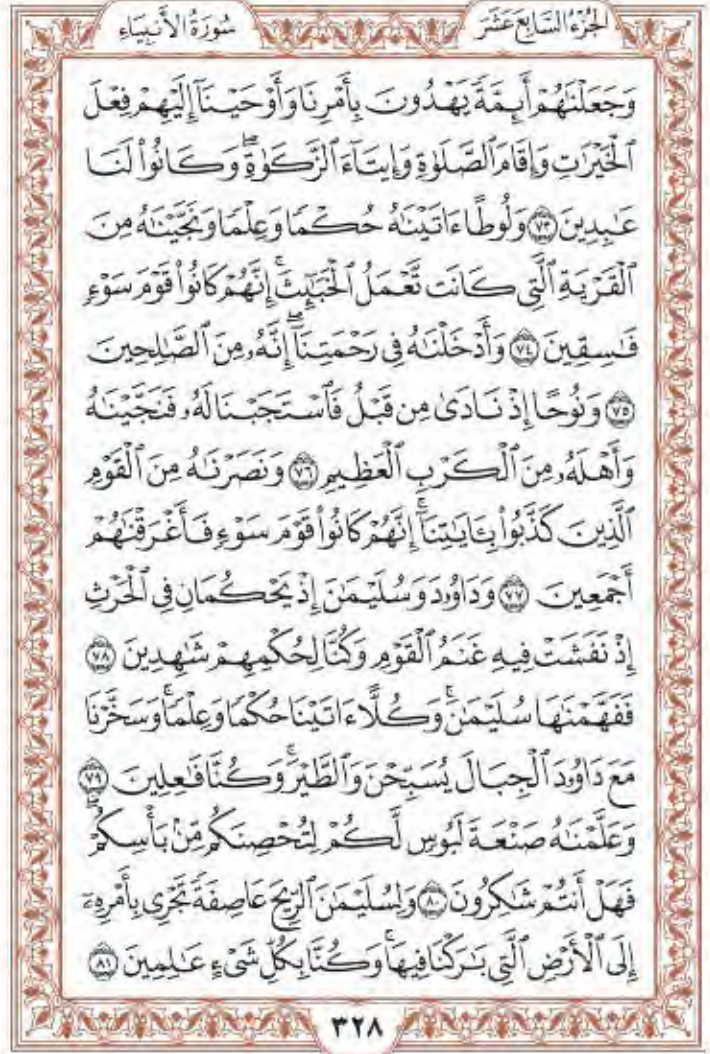 الجزء السابع عشر
سورة الأنبياء
وَجَعَلْنَٰهُمْ أَئِمَّةً يَهْدُونَ بِأَمْرِنَا وَأَوْحَيْنَآ إِلَيْهِمْ فِعْلَ
ٱلْخَيْرَٰتِ وَإِقَامَ ٱلصَّلَوٰةِ وَإِيتَآءَ ٱلزَّكَوٰةِۖ وَكَانُوا۟ لَنَا
عَٰبِدِينَ ٧٣ وَلُوطًا ءَاتَيْنَٰهُ حُكْمًا وَعِلْمًا وَنَجَّيْنَٰهُ مِنَ
ٱلْقَرْيَةِ ٱلَّتِى كَانَت تَّعْمَلُ ٱلْخَبَٰٓئِثَۚ إِنَّهُمْ كَانُوا۟ قَوْمَ سَوْءٍ
فَٰسِقِينَ ٧٤ وَأَدْخَلْنَٰهُ فِى رَحْمَتِنَآۖ إِنَّهُۥ مِنَ ٱلصَّٰلِحِينَ
٧٥ وَنُوحًا إِذْ نَادَىٰ مِن قَبْلُ فَٱسْتَجَبْنَا لَهُۥ فَنَجَّيْنَٰهُ
وَأَهْلَهُۥ مِنَ ٱلْكَرْبِ ٱلْعَظِيمِ ٧٦ وَنَصَرْنَٰهُ مِنَ ٱلْقَوْمِ
ٱلَّذِينَ كَذَّبُوا۟ بِـَٔايَٰتِنَآۚ إِنَّهُمْ كَانُوا۟ قَوْمَ سَوْءٍ فَأَغْرَقْنَٰهُمْ
أَجْمَعِينَ ٧٧ وَدَاوُۥدَ وَسُلَيْمَٰنَ إِذْ يَحْكُمَانِ فِى ٱلْحَرْثِ
إِذْ نَفَشَتْ فِيهِ غَنَمُ ٱلْقَوْمِ وَكُنَّا لِحُكْمِهِمْ شَٰهِدِينَ ٧٨
فَفَهَّمْنَٰهَا سُلَيْمَٰنَۚ وَكُلًّا ءَاتَيْنَا حُكْمًا وَعِلْمًاۚ وَسَخَّرْنَا
مَعَ دَاوُۥدَ ٱلْجِبَالَ يُسَبِّحْنَ وَٱلطَّيْرَۚ وَكُنَّا فَٰعِلِينَ ٧٩
وَعَلَّمْنَٰهُ صَنْعَةَ لَبُوسٍ لَّكُمْ لِتُحْصِنَكُم مِّنۢ بَأْسِكُمْۖ
فَهَلْ أَنتُمْ شَٰكِرُونَ ٨٠ وَلِسُلَيْمَٰنَ ٱلرِّيحَ عَاصِفَةً تَجْرِى بِأَمْرِهِۦٓ
إِلَى ٱلْأَرْضِ ٱلَّتِى بَٰرَكْنَا فِيهَاۚ وَكُنَّا بِكُلِّ شَىْءٍ عَٰلِمِينَ ٨١
٣٢٨